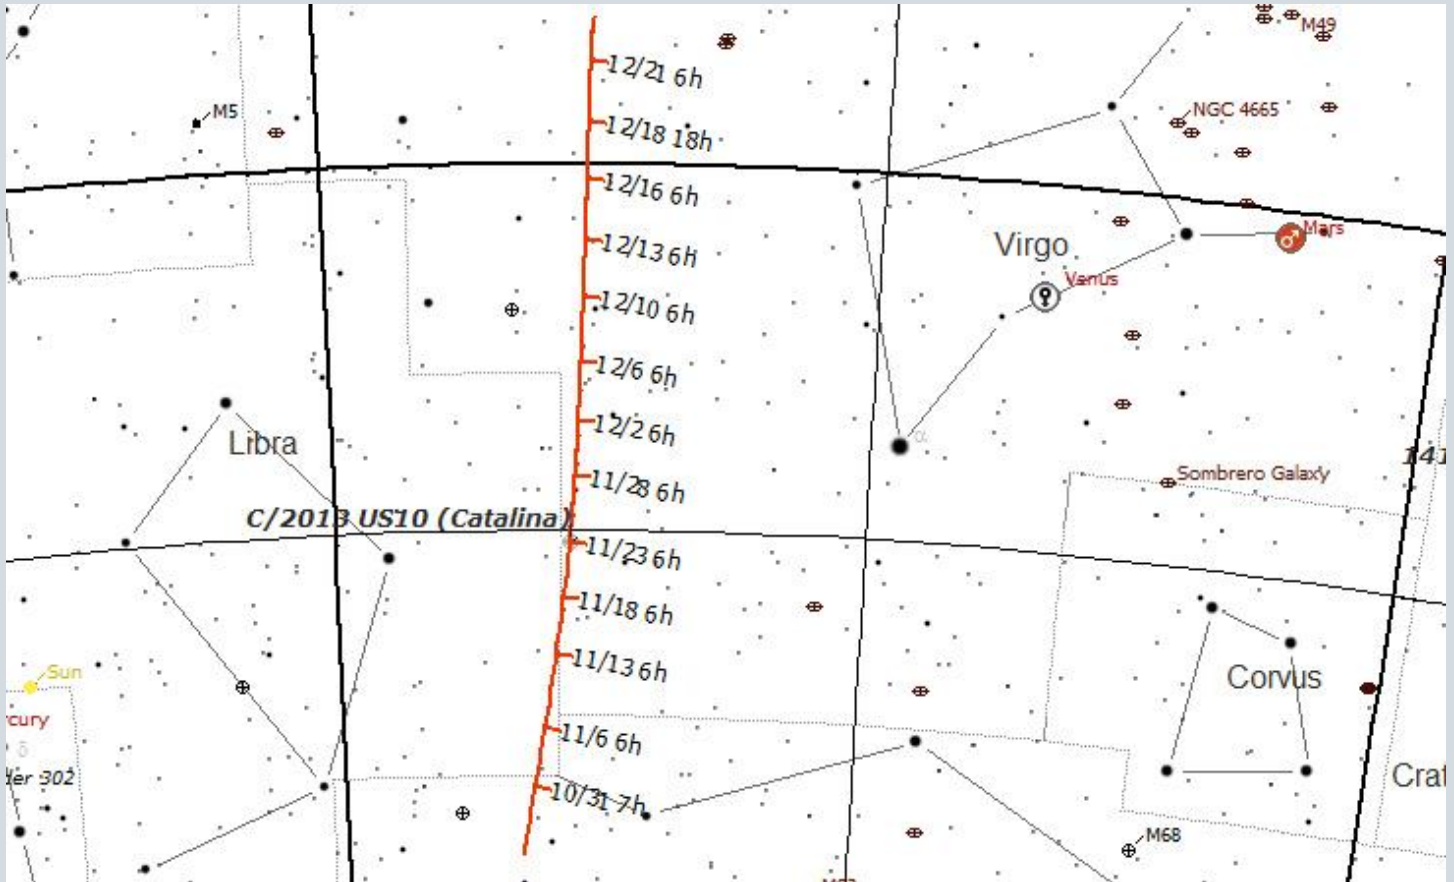 M49
12/21 6h
M5
NGC 4665
12/18 18h
12/16 6h
Mars
12/13 6h
Virgo
Venus
12/10 6h
12/6 6h
12/2 6h
α
Libra
141
11/28 6h
Sombrero Galaxy
C/2013 US10 (Catalina)
11/23 6h
11/18 6h
11/13 6h
Sun
Corvus
rcury
11/6 6h
δ
der 302
Crat
10/31 7h
M68